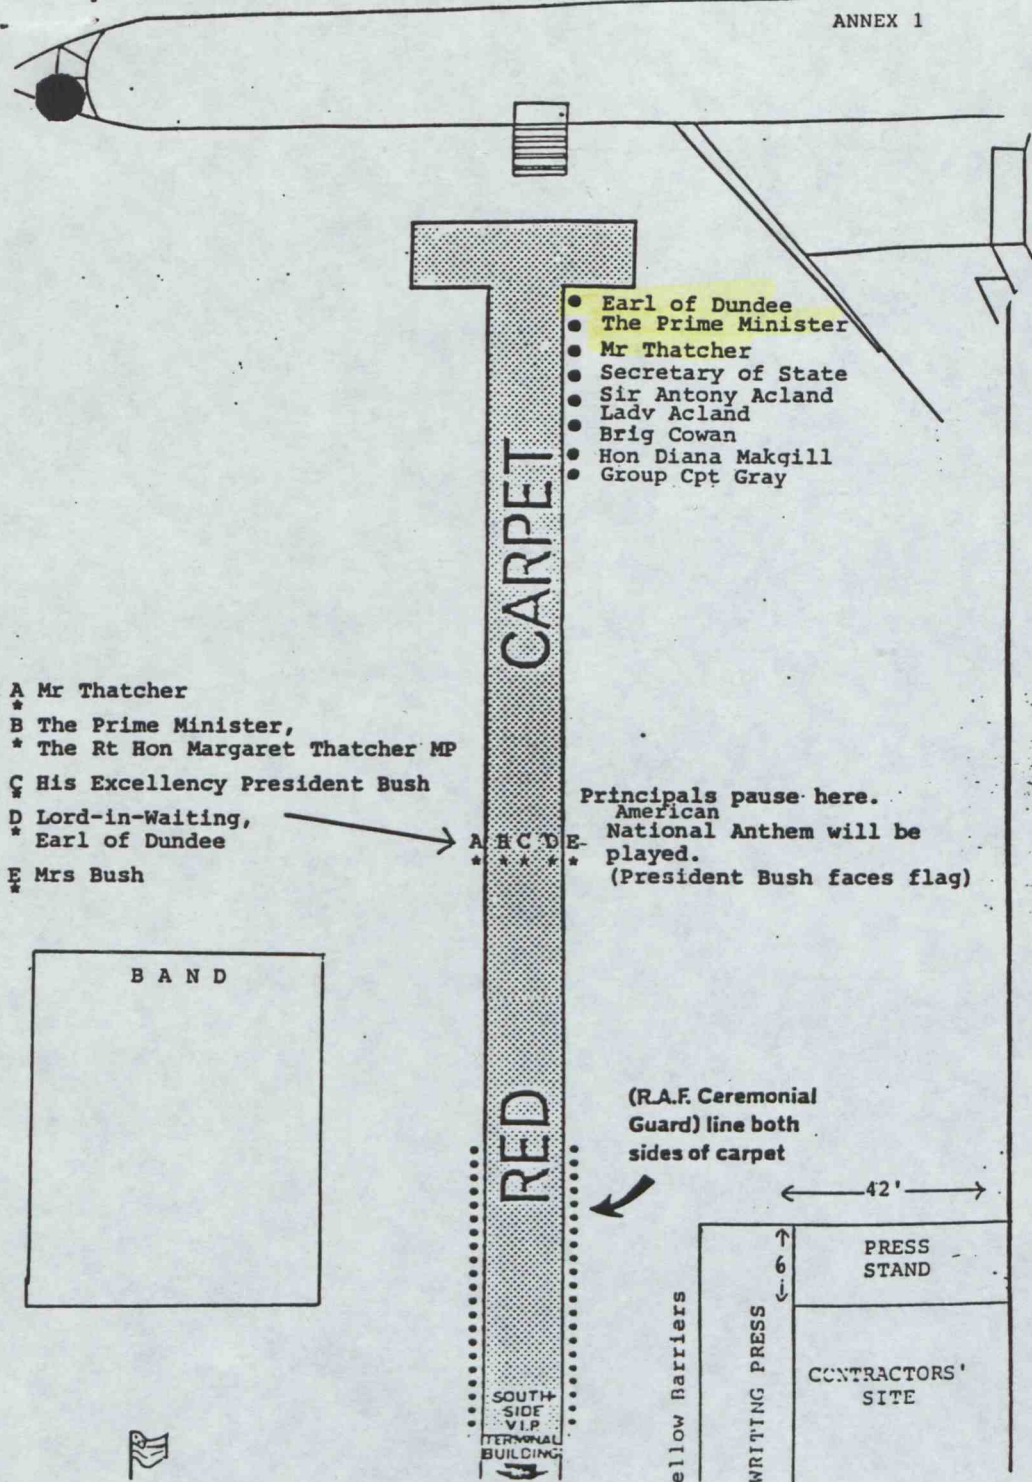 ANNEX 1
Earl of Dundee
The Prime Minister
Mr Thatcher
Secretary of State
Sir Antony Acland
Lady Acland
Brig Cowan
Hon Diana Makgill
Group Cpt Gray
CARPET
A Mr Thatcher
*
B The Prime Minister,
* The Rt Hon Margaret Thatcher MP
C His Excellency President Bush
*
D Lord-in-Waiting,
* Earl of Dundee
E Mrs Bush
*
A B C D E-
* * * * *
Principals pause here.
American
National Anthem will be
played.
(President Bush faces flag)
BAND
RED
(R.A.F. Ceremonial
Guard) line both
sides of carpet
42'
6'
PRESS
STAND
ellow Barriers
WRITING PRESS
CONTRACTORS'
SITE
SOUTH
SIDE
V.I.P.
TERMINAL
BUILDING